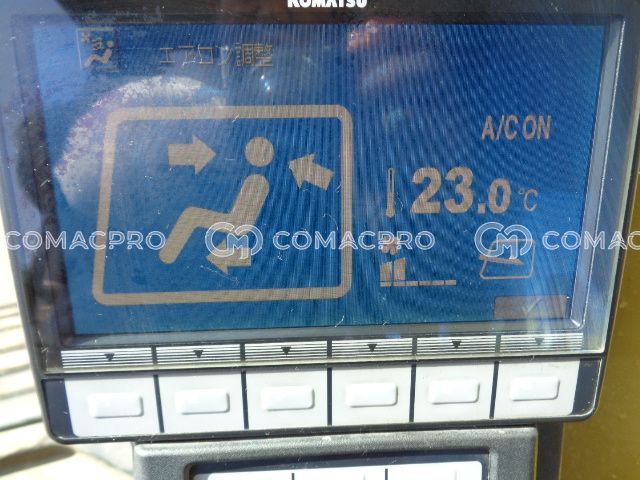 KOMATSU
エアコン調整
A/C ON
23.0 ℃
COMACPRO COMACPRO COMACPRO